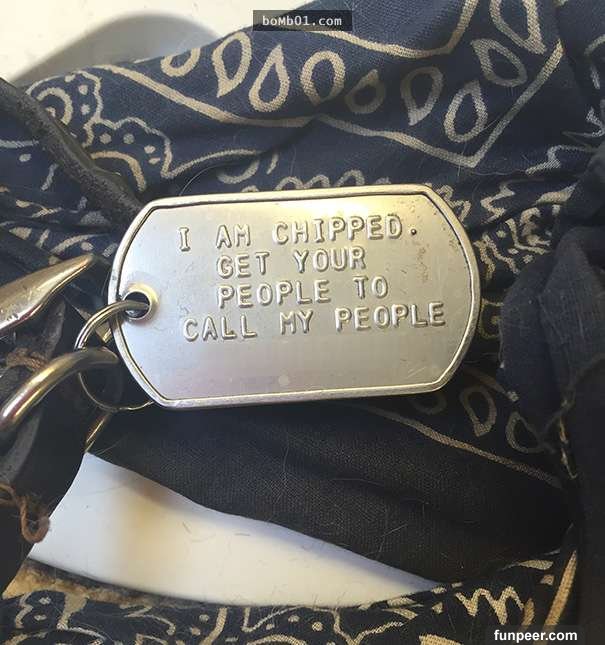 boMb01.com
I AM CHIPPED.
GET YOUR
PEOPLE TO
CALL MY PEOPLE
funpeer.com